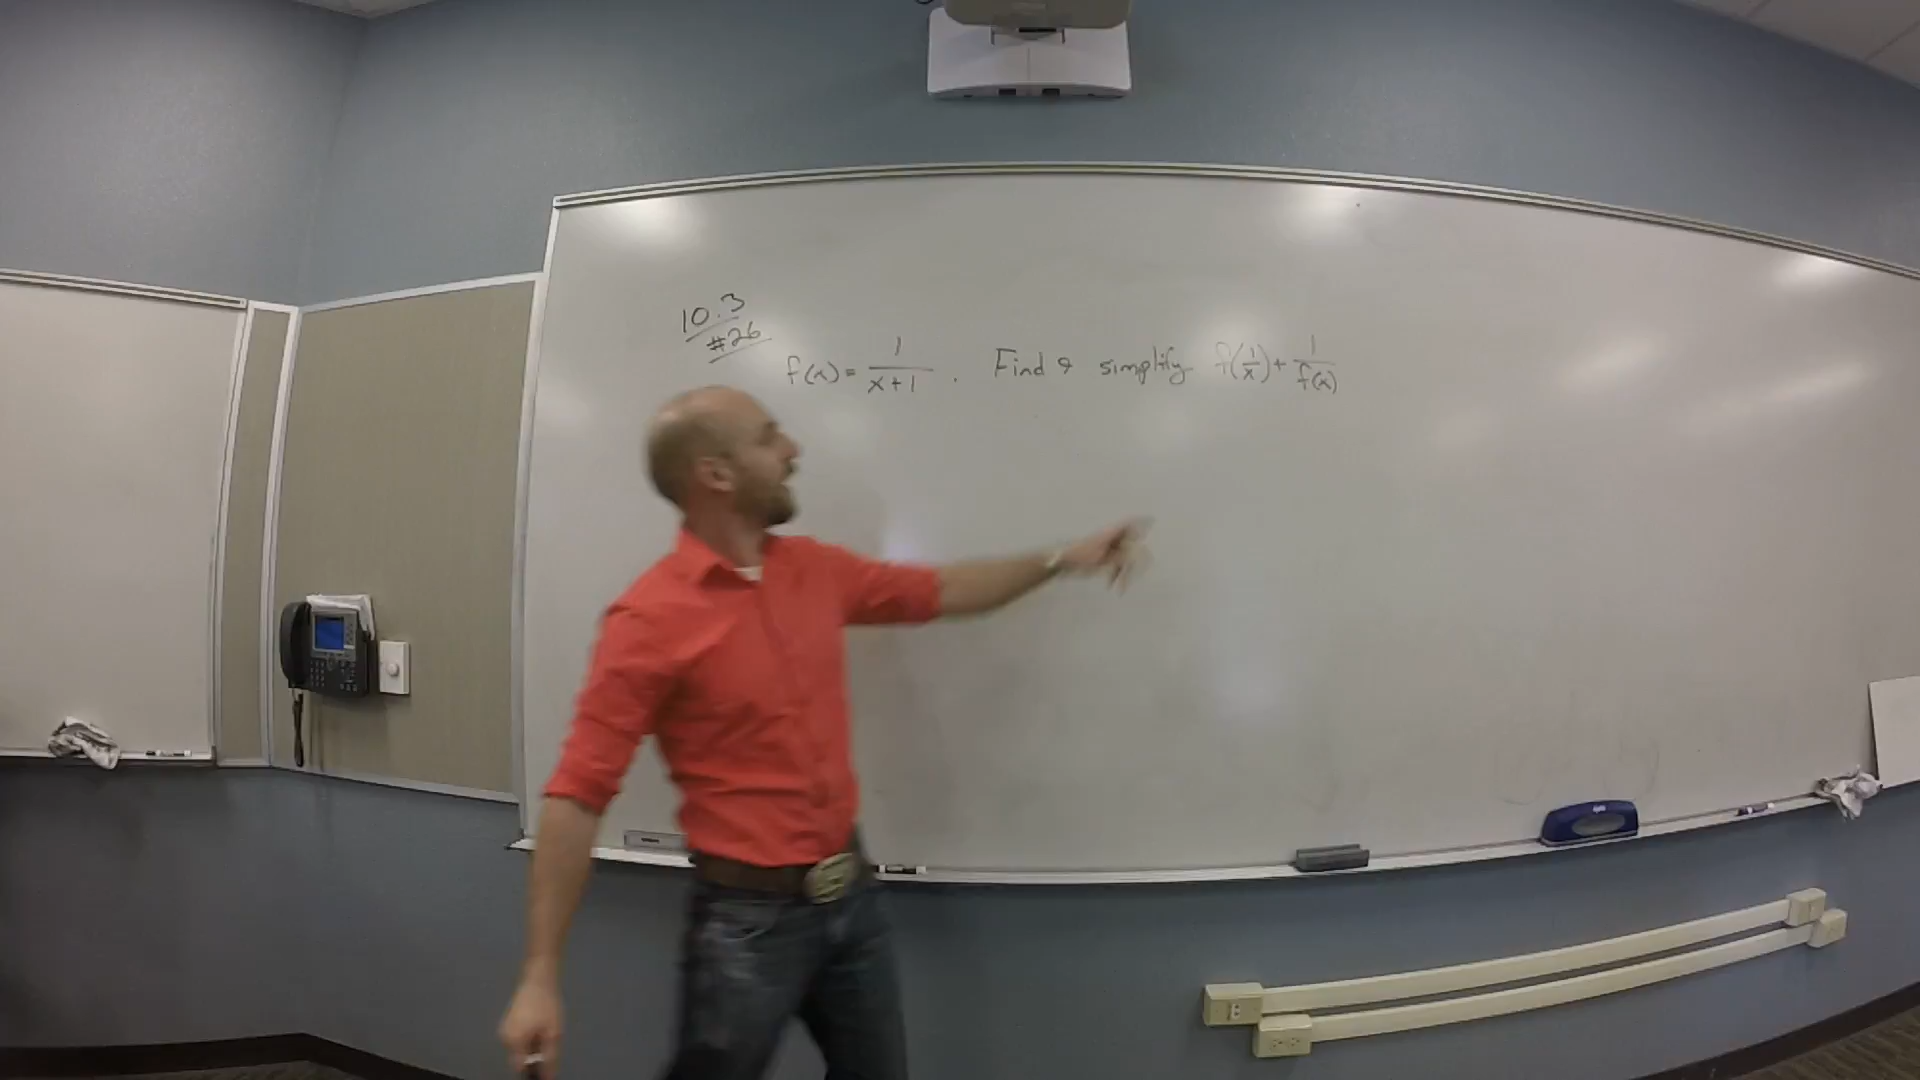 10.3
#26
f(x) = 1/(x+1) . Find & simplify f(1/x) + 1/f(x)